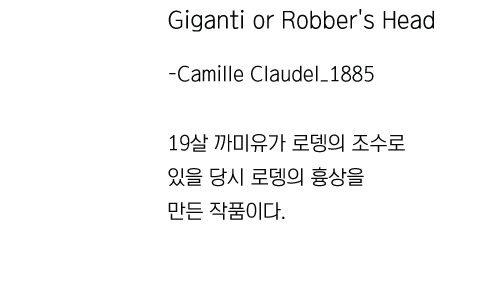 Giganti or Robber's Head
-Camille Claudel_1885
19살 까미유가 로뎅의 조수로
있을 당시 로뎅의 흉상을
만든 작품이다.